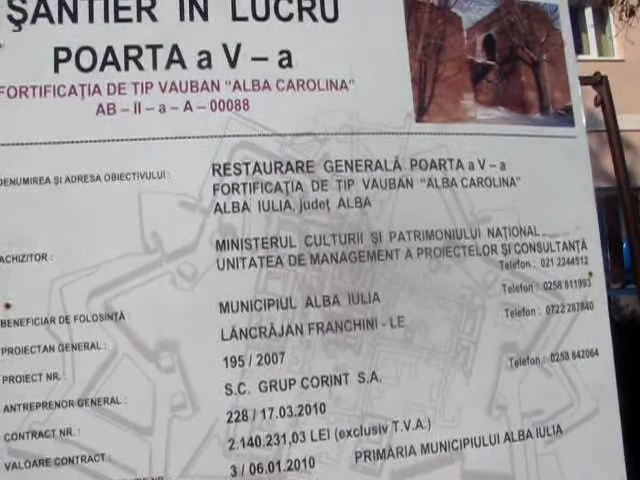 ŞANTIER IN LUCRU
POARTA a V – a
FORTIFICAŢIA DE TIP VAUBAN “ALBA CAROLINA”
AB – II – a – A – 00088
DENUMIREA ŞI ADRESA OBIECTIVULUI : RESTAURARE GENERALĂ POARTA a V – a
FORTIFICAŢIA DE TIP VAUBAN “ALBA CAROLINA”
ALBA IULIA, judeţ ALBA
ACHIZITOR : MINISTERUL CULTURII ŞI PATRIMONIULUI NAŢIONAL
UNITATEA DE MANAGEMENT A PROIECTELOR ŞI CONSULTANŢĂ
Telefon : 021 2244512
BENEFICIAR DE FOLOSINŢĂ : MUNICIPIUL ALBA IULIA Telefon : 0258 811993
PROIECTAN GENERAL : LĂNCRĂJAN FRANCHINI - LE Telefon : 0722 287840
PROIECT NR. : 195 / 2007
ANTREPRENOR GENERAL : S.C. GRUP CORINT S.A. Telefon : 0258 842064
CONTRACT NR. : 228 / 17.03.2010
VALOARE CONTRACT : 2.140.231,03 LEI (exclusiv T.V.A.)
3 / 06.01.2010 PRIMĂRIA MUNICIPIULUI ALBA IULIA